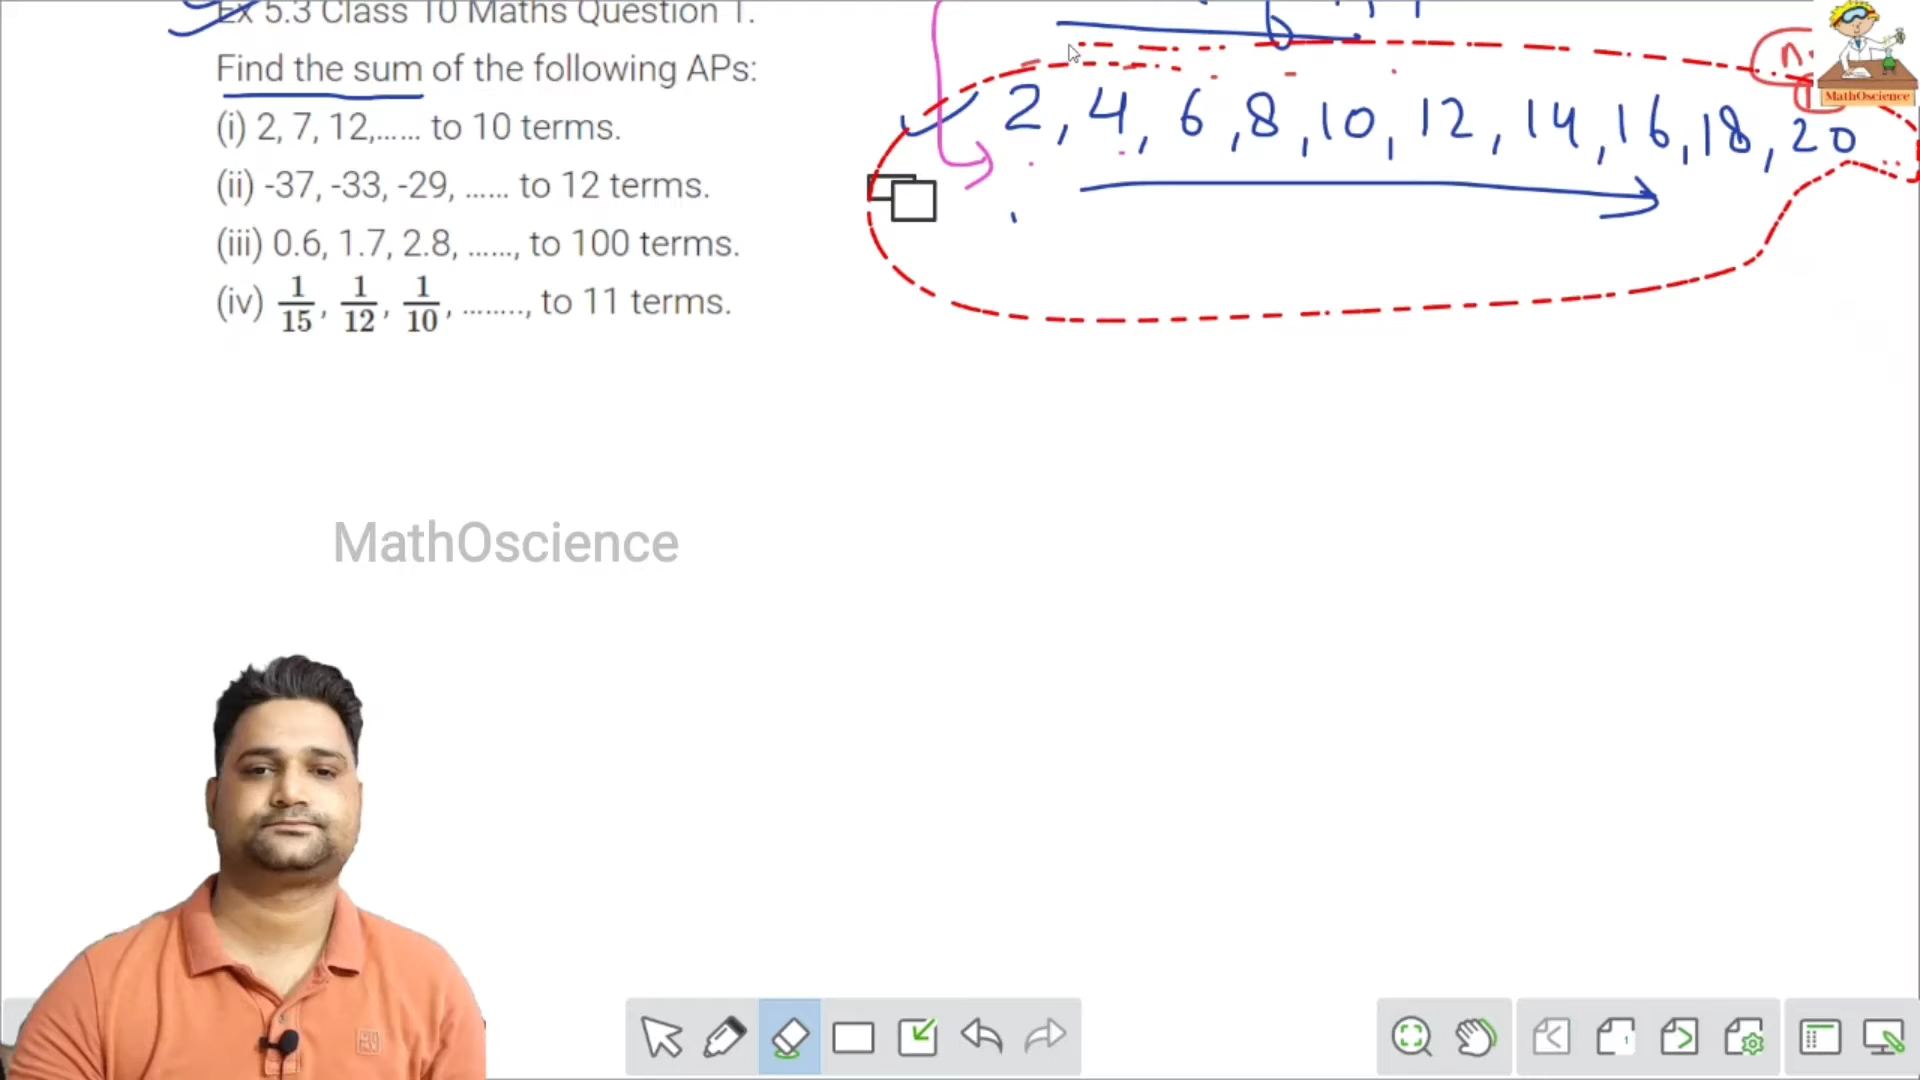 Ex 5.3 Class 10 Maths Question 1.
Find the sum of the following APs:
(i) 2, 7, 12,...... to 10 terms.
(ii) -37, -33, -29, ...... to 12 terms.
(iii) 0.6, 1.7, 2.8, ......, to 100 terms.
(iv) 1/15, 1/12, 1/10, ........, to 11 terms.
2, 4, 6, 8, 10, 12, 14, 16, 18, 20
MathOscience
MathOscience